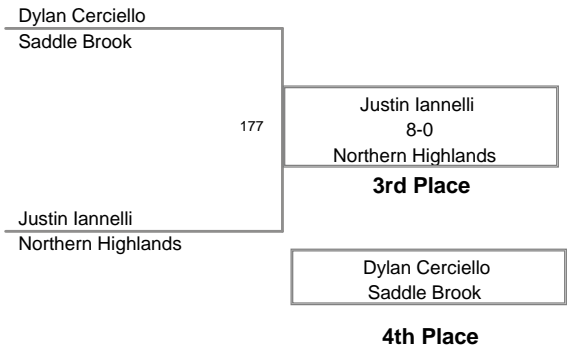 Dylan Cerciello
Saddle Brook
177
Justin Iannelli
8-0
Northern Highlands
3rd Place
Justin Iannelli
Northern Highlands
Dylan Cerciello
Saddle Brook
4th Place